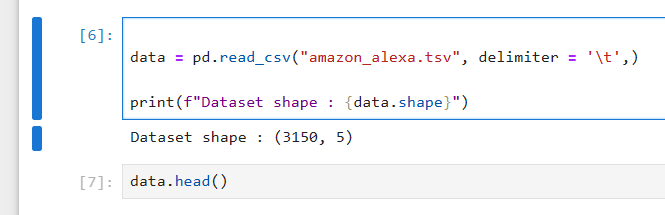 [6]:
data = pd.read_csv("amazon_alexa.tsv", delimiter = '\t',)
print(f"Dataset shape : {data.shape}")
Dataset shape : (3150, 5)
[7]: data.head()